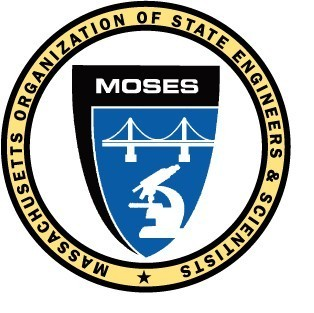 MASSACHUSETTS ORGANIZATION OF STATE ENGINEERS & SCIENTISTS
MOSES